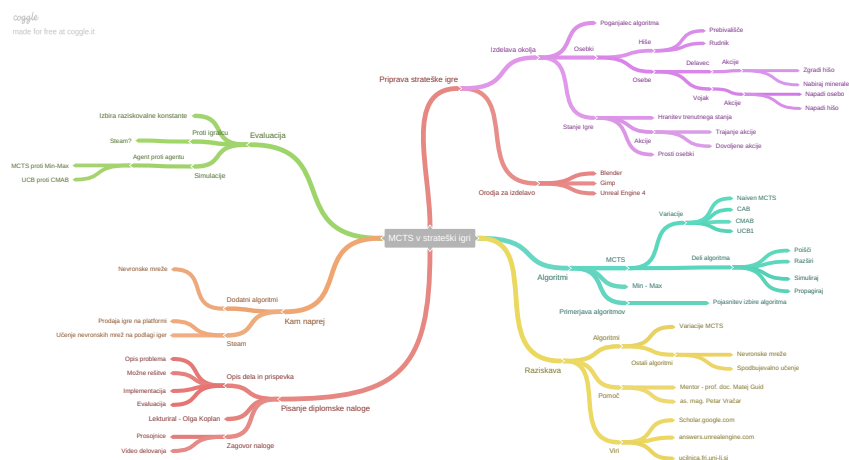 coggle
made for free at coggle.it
MCTS v strateški igri
Priprava strateške igre
Izdelava okolja
Poganjalec algoritma
Osebki
Hiše
Prebivališče
Rudnik
Osebe
Delavec
Akcije
Zgradi hišo
Nabiraj minerale
Vojak
Akcije
Napadi osebo
Napadi hišo
Stanje Igre
Hranitev trenutnega stanja
Akcije
Trajanje akcije
Dovoljene akcije
Prosti osebki
Orodja za izdelavo
Blender
Gimp
Unreal Engine 4
Algoritmi
MCTS
Variacije
Naiven MCTS
CAB
CMAB
UCB1
Deli algoritma
Poišči
Razširi
Simuliraj
Propagiraj
Min - Max
Primerjava algoritmov
Pojasnitev izbire algoritma
Raziskava
Algoritmi
Variacije MCTS
Ostali algoritmi
Nevronske mreže
Spodbujevalno učenje
Pomoč
Mentor - prof. doc. Matej Guid
as. mag. Petar Vračar
Viri
Scholar.google.com
answers.unrealengine.com
ucilnica.fri.uni-lj.si
Evaluacija
Izbira raziskovalne konstante
Proti igralcu
Steam?
Simulacije
Agent proti agentu
MCTS proti Min-Max
UCB proti CMAB
Kam naprej
Dodatni algoritmi
Nevronske mreže
Steam
Prodaja igre na platformi
Učenje nevronskih mrež na podlagi iger
Pisanje diplomske naloge
Opis dela in prispevka
Opis problema
Možne rešitve
Implementacija
Evaluacija
Lekturiral - Olga Koplan
Zagovor naloge
Prosojnice
Video delovanja